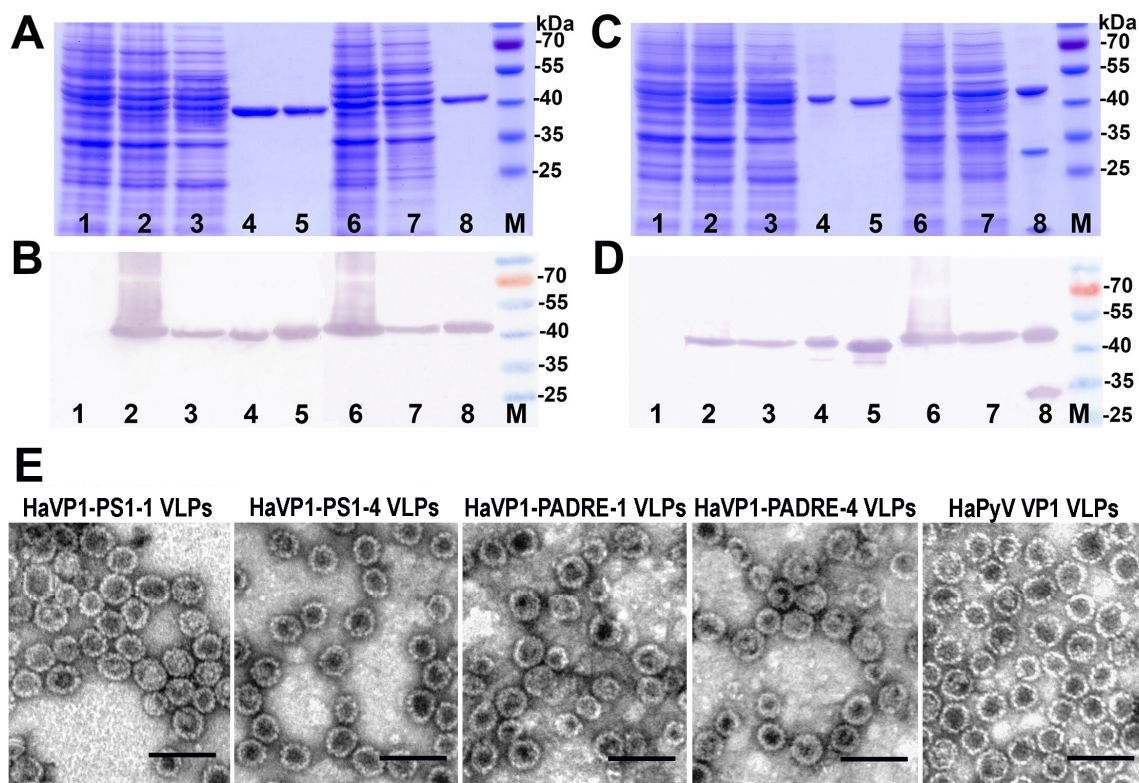 A
kDa
-70
-55
-40
-35
-25
1 2 3 4 5 6 7 8 M
B
-70
-55
-40
-35
-25
1 2 3 4 5 6 7 8 M
C
kDa
-70
-55
-40
-35
-25
1 2 3 4 5 6 7 8 M
D
-70
-55
-40
-35
-25
1 2 3 4 5 6 7 8 M
E
HaVP1-PS1-1 VLPs
HaVP1-PS1-4 VLPs
HaVP1-PADRE-1 VLPs
HaVP1-PADRE-4 VLPs
HaPyV VP1 VLPs